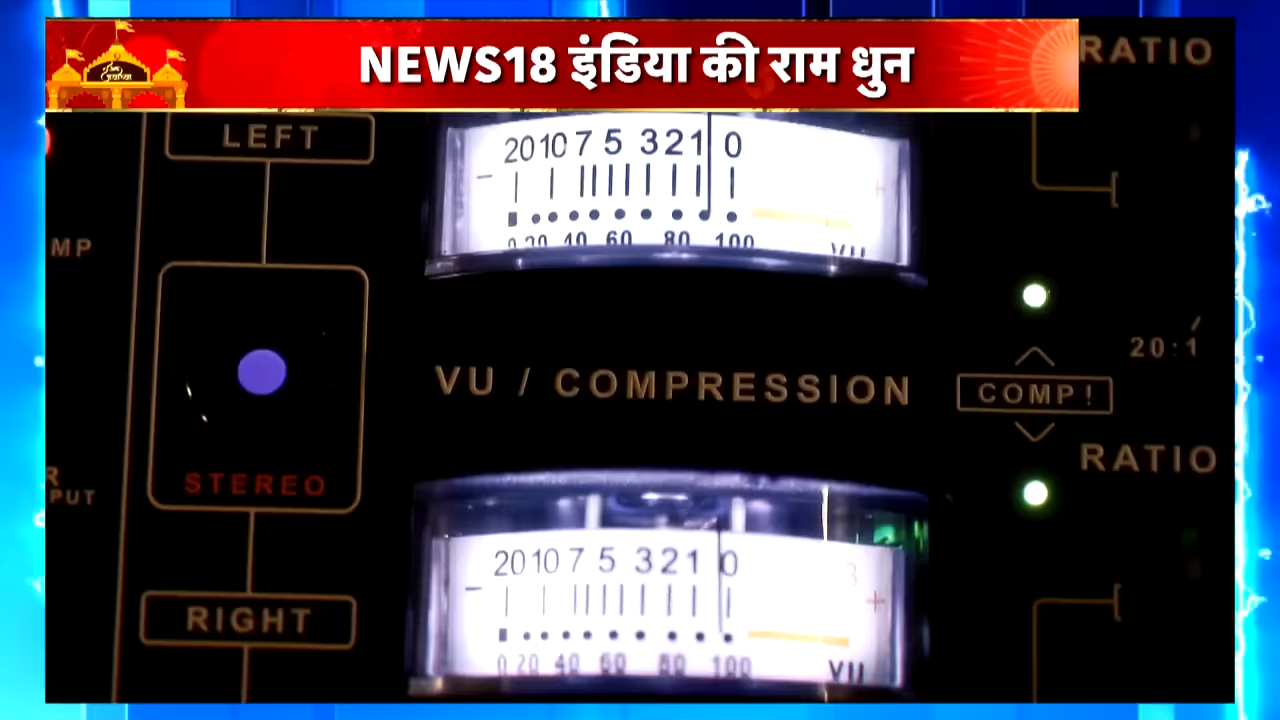 NEWS18 इंडिया की राम धुन
RATIO
LEFT
20 10 7 5 3 2 1 0
-
+
0 20 40 60 80 100
VU
MP
20:1
VU / COMPRESSION
COMP!
RATIO
STEREO
R
PUT
20 10 7 5 3 2 1 0
3
-
+
0 20 40 60 80 100
VU
RIGHT